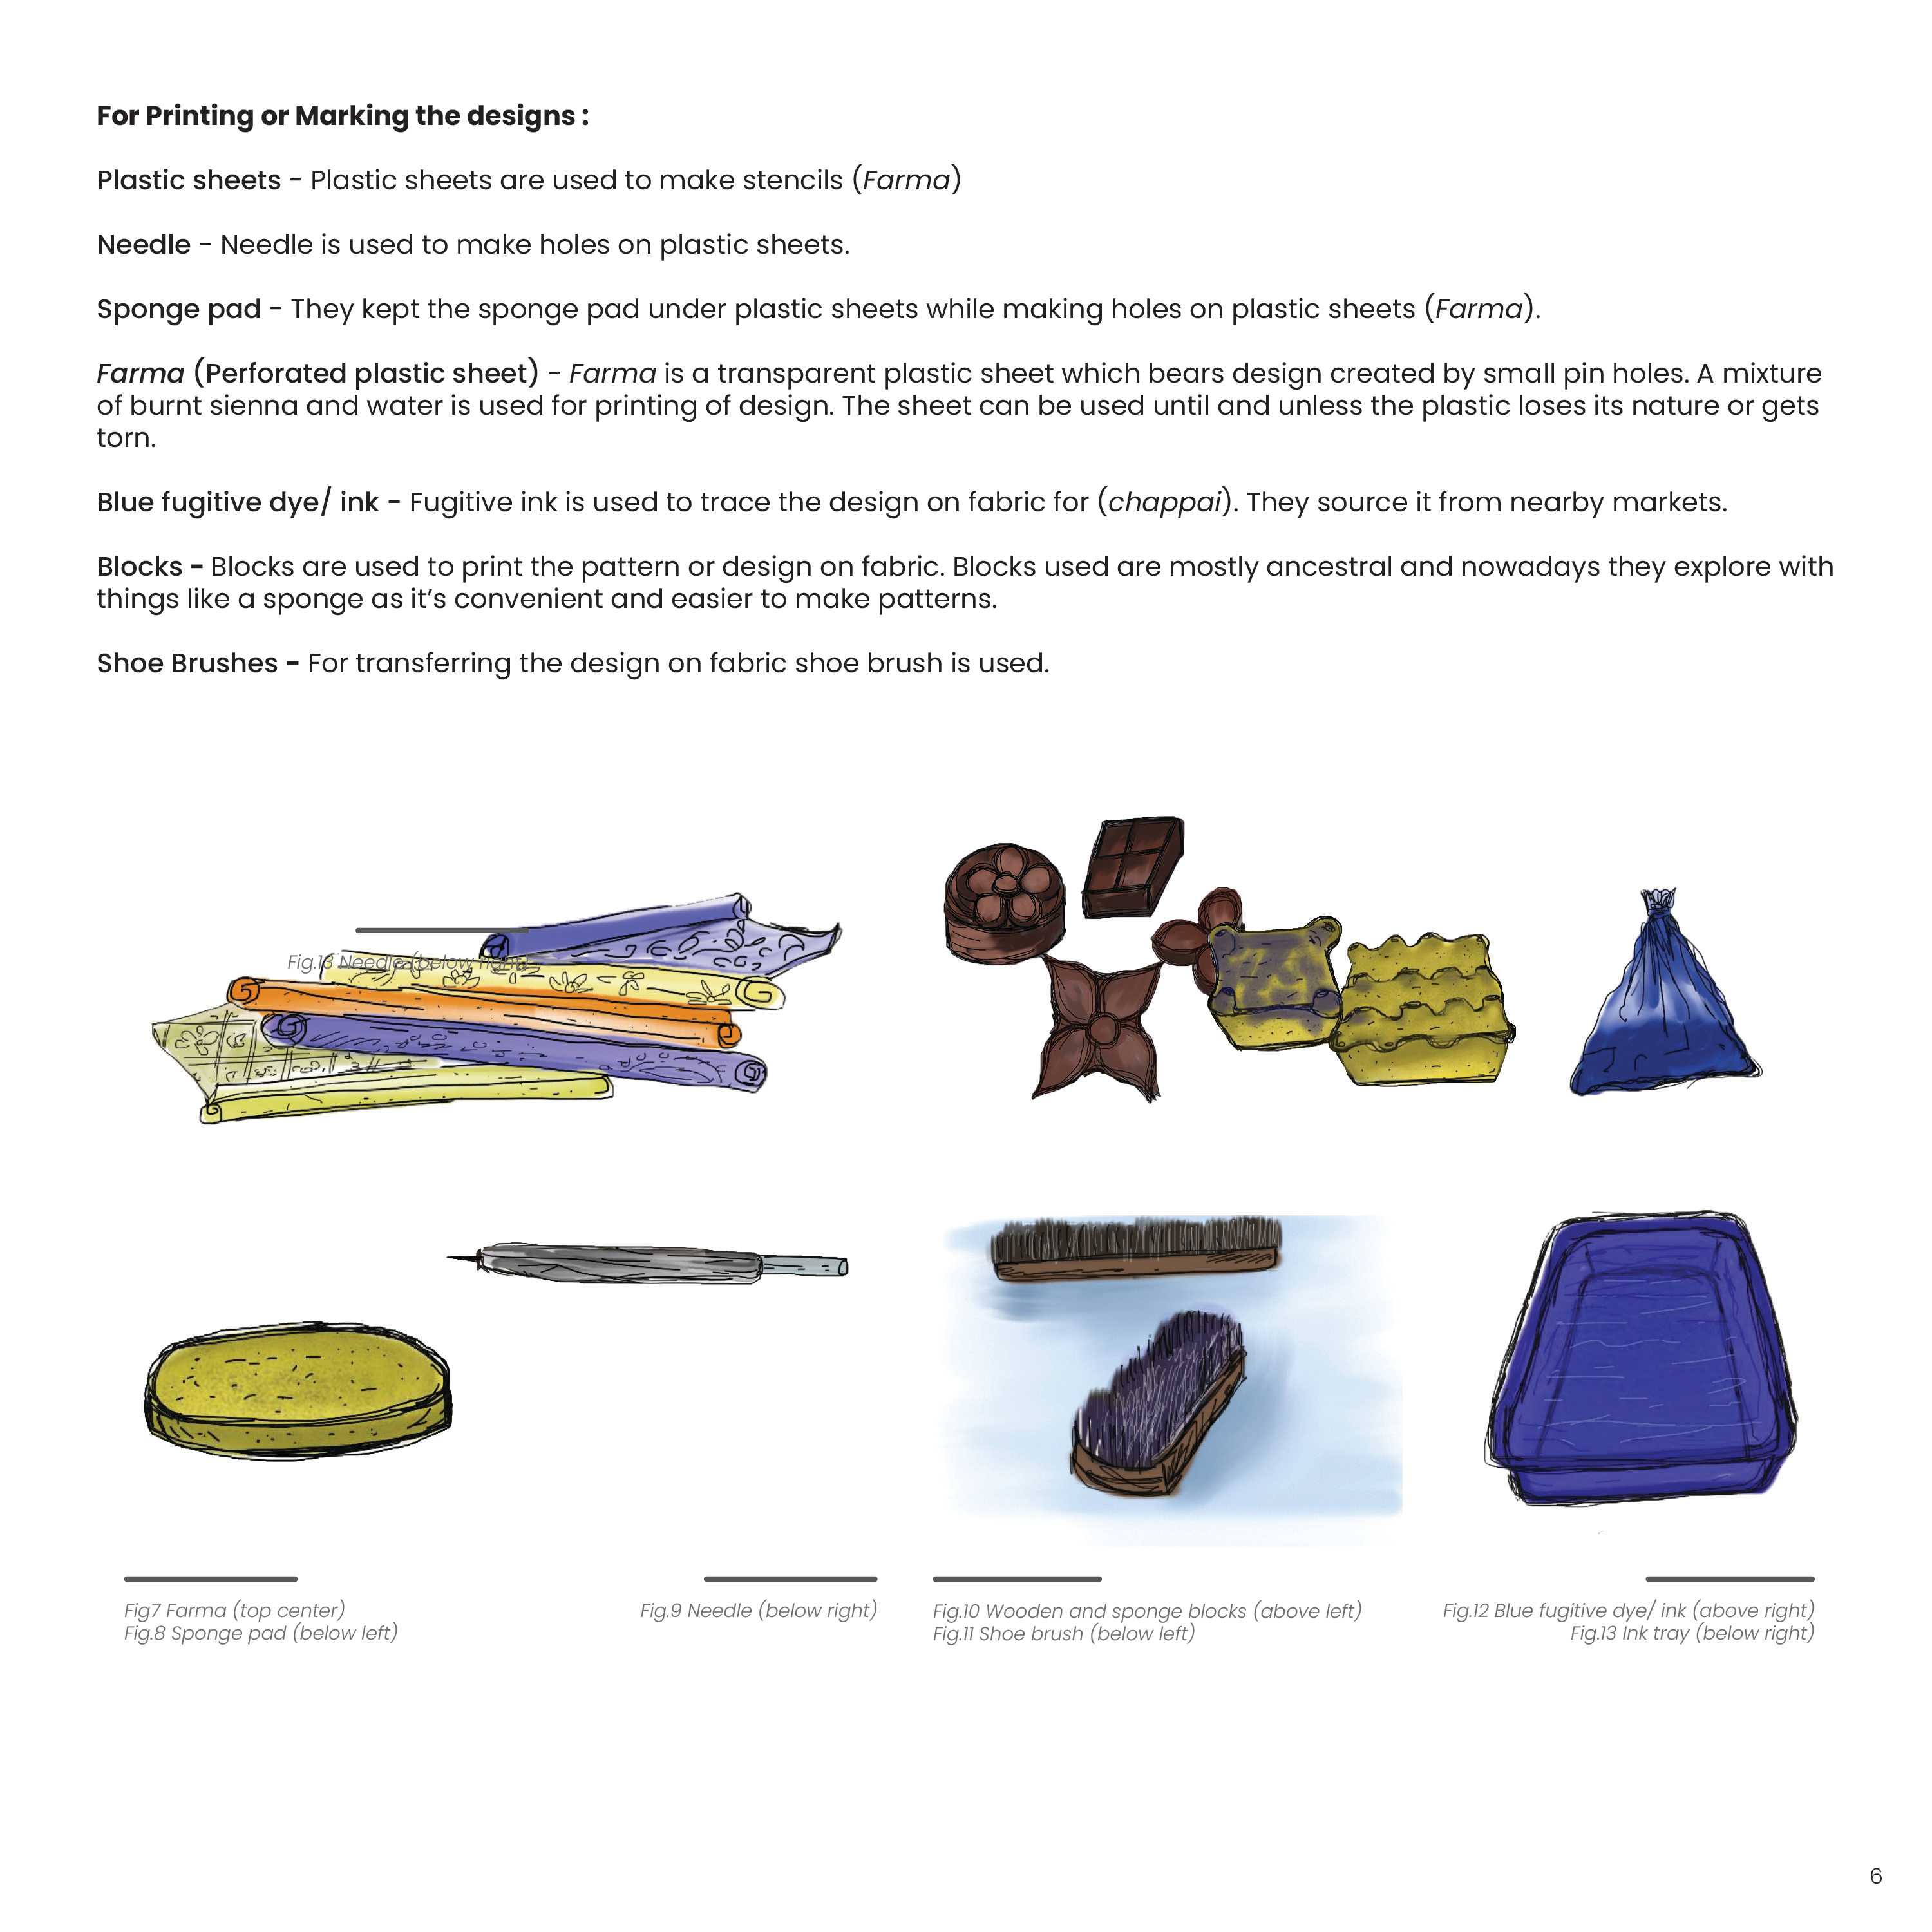 For Printing or Marking the designs :
Plastic sheets - Plastic sheets are used to make stencils (Farma)
Needle - Needle is used to make holes on plastic sheets.
Sponge pad - They kept the sponge pad under plastic sheets while making holes on plastic sheets (Farma).
Farma (Perforated plastic sheet) - Farma is a transparent plastic sheet which bears design created by small pin holes. A mixture
of burnt sienna and water is used for printing of design. The sheet can be used until and unless the plastic loses its nature or gets
torn.
Blue fugitive dye/ ink - Fugitive ink is used to trace the design on fabric for (chappai). They source it from nearby markets.
Blocks - Blocks are used to print the pattern or design on fabric. Blocks used are mostly ancestral and nowadays they explore with
things like a sponge as it's convenient and easier to make patterns.
Shoe Brushes - For transferring the design on fabric shoe brush is used.
Fig.13 Needle (below right)
Fig7 Farma (top center)
Fig.8 Sponge pad (below left)
Fig.9 Needle (below right)
Fig.10 Wooden and sponge blocks (above left)
Fig.11 Shoe brush (below left)
Fig.12 Blue fugitive dye/ ink (above right)
Fig.13 Ink tray (below right)
6